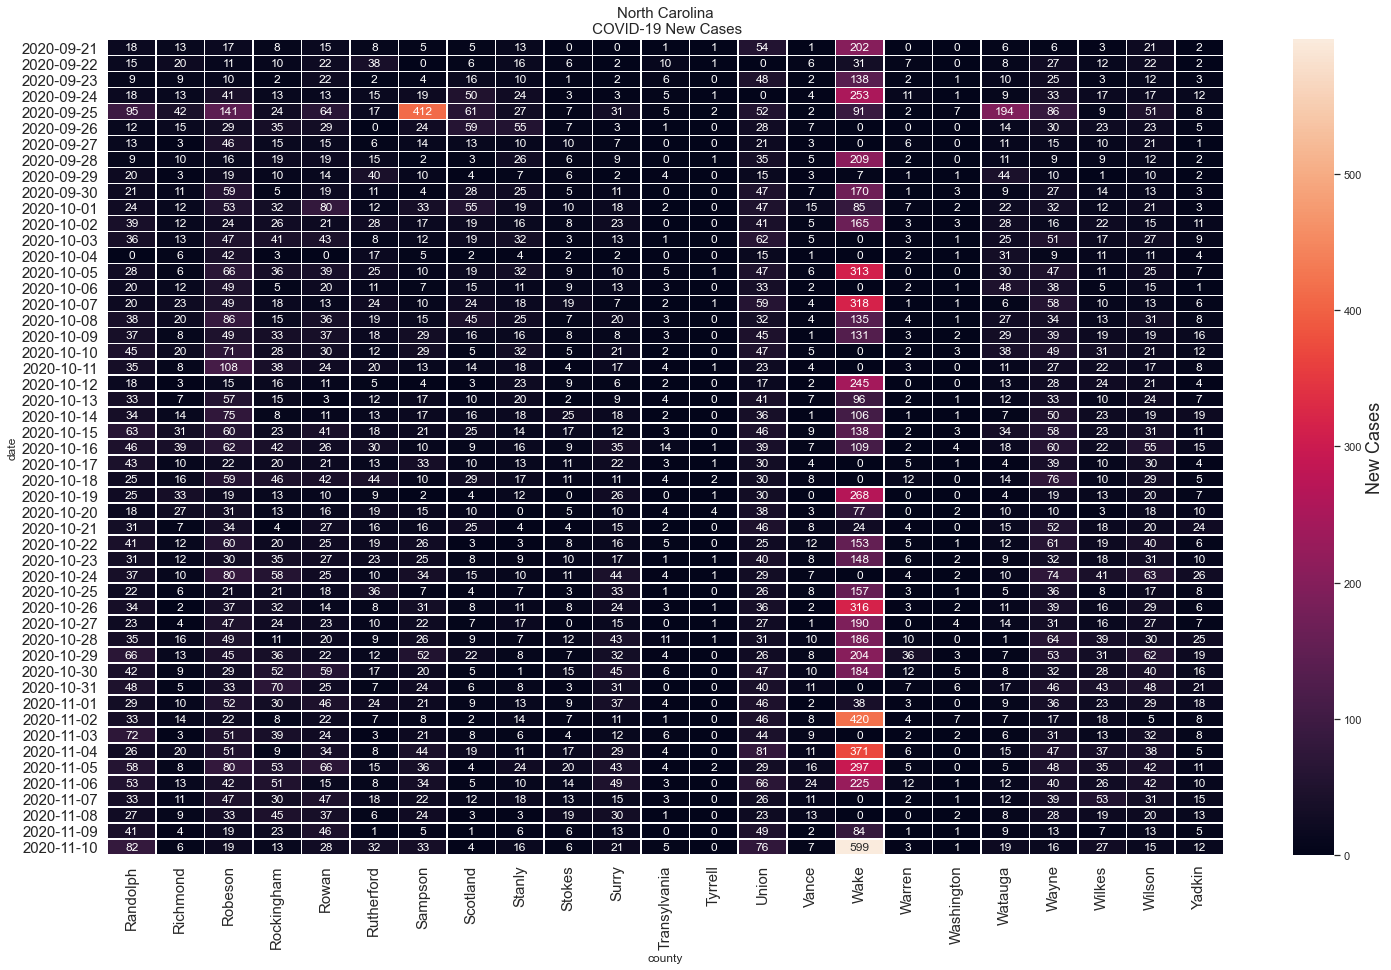 North Carolina
COVID-19 New Cases
2020-09-21 18 13 17 8 15 8 5 5 13 0 0 1 1 54 1 202 0 0 6 6 3 21 2
2020-09-22 15 20 11 10 22 38 0 6 16 6 2 10 1 0 6 31 7 0 8 27 12 22 2
2020-09-23 9 9 10 2 22 2 4 16 10 1 2 6 0 48 2 138 2 1 10 25 3 12 3
2020-09-24 18 13 41 13 13 15 19 50 24 3 3 5 1 0 4 253 11 1 9 33 17 17 12
2020-09-25 95 42 141 24 64 17 412 61 27 7 31 5 2 52 2 91 2 7 194 86 9 51 8
2020-09-26 12 15 29 35 29 0 24 59 55 7 3 1 0 28 7 0 0 0 14 30 23 23 5
2020-09-27 13 3 46 15 15 6 14 13 10 10 7 0 0 21 3 0 6 0 11 15 10 21 1
2020-09-28 9 10 16 19 19 15 2 3 26 6 9 0 1 35 5 209 2 0 11 9 9 12 2
2020-09-29 20 3 19 10 14 40 10 4 7 6 2 4 0 15 3 7 1 1 44 10 1 10 2
2020-09-30 21 11 59 5 19 11 4 28 25 5 11 0 0 47 7 170 1 3 9 27 14 13 3
2020-10-01 24 12 53 32 80 12 33 55 19 10 18 2 0 47 15 85 7 2 22 32 12 21 3
2020-10-02 39 12 24 26 21 28 17 19 16 8 23 0 0 41 5 165 3 3 28 16 22 15 11
2020-10-03 36 13 47 41 43 8 12 19 32 3 13 1 0 62 5 0 3 1 25 51 17 27 9
2020-10-04 0 6 42 3 0 17 5 2 4 2 2 0 0 15 1 0 2 1 31 9 11 11 4
2020-10-05 28 6 66 36 39 25 10 19 32 9 10 5 1 47 6 313 0 0 30 47 11 25 7
2020-10-06 20 12 49 5 20 11 7 15 11 9 13 3 0 33 2 0 2 1 48 38 5 15 1
2020-10-07 20 23 49 18 13 24 10 24 18 19 7 2 1 59 4 318 1 1 6 58 10 13 6
2020-10-08 38 20 86 15 36 19 15 45 25 7 20 3 0 32 4 135 4 1 27 34 13 31 8
2020-10-09 37 8 49 33 37 18 29 16 16 8 8 3 0 45 1 131 3 2 29 39 19 19 16
2020-10-10 45 20 71 28 30 12 29 5 32 5 21 2 0 47 5 0 2 3 38 49 31 21 12
2020-10-11 35 8 108 38 24 20 13 14 18 4 17 4 1 23 4 0 3 0 11 27 22 17 8
2020-10-12 18 3 15 16 11 5 4 3 23 9 6 2 0 17 2 245 0 0 13 28 24 21 4
2020-10-13 33 7 57 15 3 12 17 10 20 2 9 4 0 41 7 96 2 1 12 33 10 24 7
2020-10-14 34 14 75 8 11 13 17 16 18 25 18 2 0 36 1 106 1 1 7 50 23 19 19
2020-10-15 63 31 60 23 41 18 21 25 14 17 12 3 0 46 9 138 2 3 34 58 23 31 11
2020-10-16 46 39 62 42 26 30 10 9 16 9 35 14 1 39 7 109 2 4 18 60 22 55 15
2020-10-17 43 10 22 20 21 13 33 10 13 11 22 3 1 30 4 0 5 1 4 39 10 30 4
2020-10-18 25 16 59 46 42 44 10 29 17 11 11 4 2 30 8 0 12 0 14 76 10 29 5
2020-10-19 25 33 19 13 10 9 2 4 12 0 26 0 1 30 0 268 0 0 4 19 13 20 7
2020-10-20 18 27 31 13 16 19 15 10 0 5 10 4 4 38 3 77 0 2 10 10 3 18 10
2020-10-21 31 7 34 4 27 16 16 25 4 4 15 2 0 46 8 24 4 0 15 52 18 20 24
2020-10-22 41 12 60 20 25 19 26 3 3 8 16 5 0 25 12 153 5 1 12 61 19 40 6
2020-10-23 31 12 30 35 27 23 25 8 9 10 17 1 1 40 8 148 6 2 9 32 18 31 10
2020-10-24 37 10 80 58 25 10 34 15 10 11 44 4 1 29 7 0 4 2 10 74 41 63 26
2020-10-25 22 6 21 21 18 36 7 4 7 3 33 1 0 26 8 157 3 1 5 36 8 17 8
2020-10-26 34 2 37 32 14 8 31 8 11 8 24 3 1 36 2 316 3 2 11 39 16 29 6
2020-10-27 23 4 47 24 23 10 22 7 17 0 15 0 1 27 1 190 0 4 14 31 16 27 7
2020-10-28 35 16 49 11 20 9 26 9 7 12 43 11 1 31 10 186 10 0 1 64 39 30 25
2020-10-29 66 13 45 36 22 12 52 22 8 7 32 4 0 26 8 204 36 3 7 53 31 62 19
2020-10-30 42 9 29 52 59 17 20 5 1 15 45 6 0 47 10 184 12 5 8 32 28 40 16
2020-10-31 48 5 33 70 25 7 24 6 8 3 31 0 0 40 11 0 7 6 17 46 43 48 21
2020-11-01 29 10 52 30 46 24 21 9 13 9 37 4 0 46 2 38 3 0 9 36 23 29 18
2020-11-02 33 14 22 8 22 7 8 2 14 7 11 1 0 46 8 420 4 7 7 17 18 5 8
2020-11-03 72 3 51 39 24 3 21 8 6 4 12 6 0 44 9 0 2 2 6 31 13 32 8
2020-11-04 26 20 51 9 34 8 44 19 11 17 29 4 0 81 11 371 6 0 15 47 37 38 5
2020-11-05 58 8 80 53 66 15 36 4 24 20 43 4 2 29 16 297 5 0 5 48 35 42 11
2020-11-06 53 13 42 51 15 8 34 5 10 14 49 3 0 66 24 225 12 1 12 40 26 42 10
2020-11-07 33 11 47 30 47 18 22 12 18 13 15 3 0 26 11 0 2 1 12 39 53 31 15
2020-11-08 27 9 33 45 37 6 24 3 3 19 30 1 0 23 13 0 0 2 8 28 19 20 13
2020-11-09 41 4 19 23 46 1 5 1 6 6 13 0 0 49 2 84 1 1 9 13 7 13 5
2020-11-10 82 6 19 13 28 32 33 4 16 6 21 5 0 76 7 599 3 1 19 16 27 15 12
date
Randolph Richmond Robeson Rockingham Rowan Rutherford Sampson Scotland Stanly Stokes Surry Transylvania Tyrrell Union Vance Wake Warren Washington Watauga Wayne Wilkes Wilson Yadkin
county
500
400
300
200
100
0
New Cases